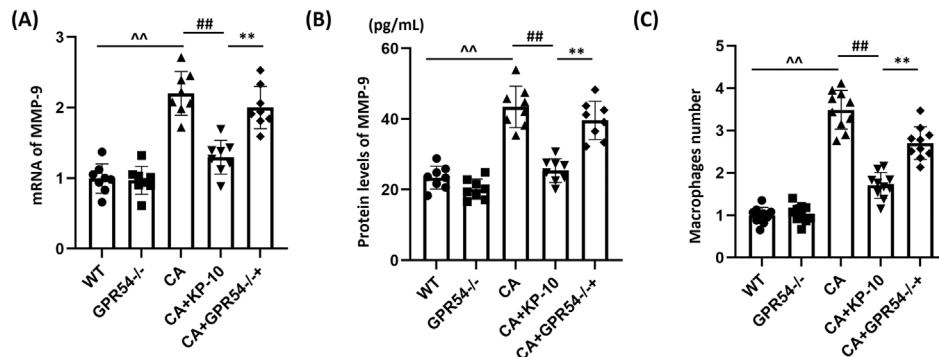 (A)
mRNA of MMP-9
3
2
1
0
^^
##
**
WT
GPR54-/-
CA
CA+KP-10
CA+GPR54-/-+
(B)
(pg/mL)
Protein levels of MMP-9
60
40
20
0
^^
##
**
WT
GPR54-/-
CA
CA+KP-10
CA+GPR54-/-+
(C)
Macrophages number
5
4
3
2
1
0
^^
##
**
WT
GPR54-/-
CA
CA+KP-10
CA+GPR54-/-+